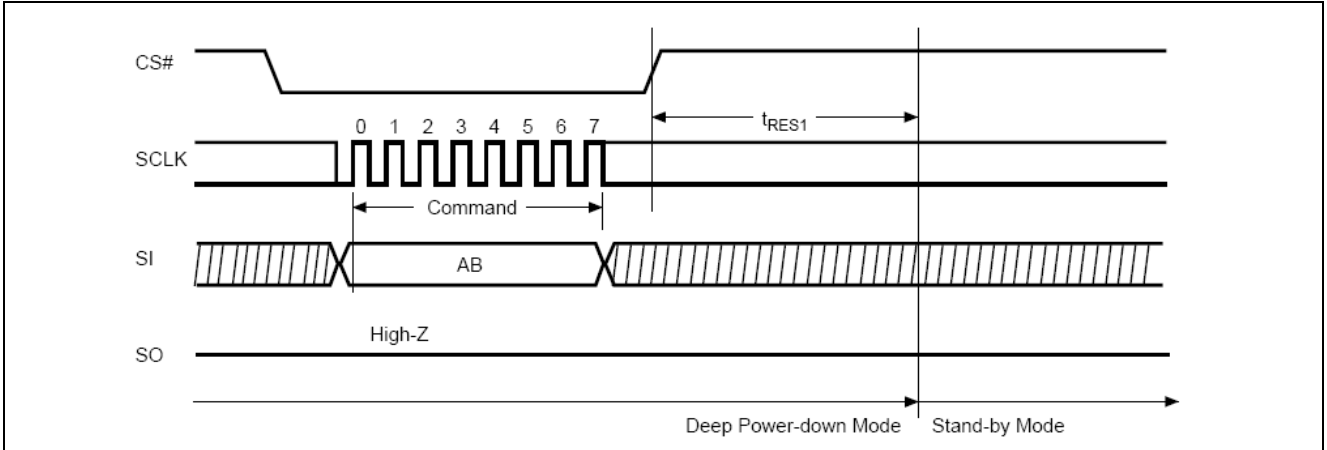 CS#
t_RES1
0 1 2 3 4 5 6 7
SCLK
Command
SI
AB
High-Z
SO
Deep Power-down Mode Stand-by Mode